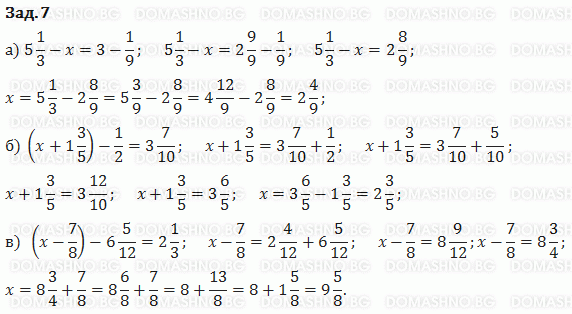 Зад.7
а) 5 1/3 − x = 3 − 1/9;  5 1/3 − x = 2 9/9 − 1/9;  5 1/3 − x = 2 8/9;
x = 5 1/3 − 2 8/9 = 5 3/9 − 2 8/9 = 4 12/9 − 2 8/9 = 2 4/9;
б) (x + 1 3/5) − 1/2 = 3 7/10;  x + 1 3/5 = 3 7/10 + 1/2;  x + 1 3/5 = 3 7/10 + 5/10;
x + 1 3/5 = 3 12/10;  x + 1 3/5 = 3 6/5;  x = 3 6/5 − 1 3/5 = 2 3/5;
в) (x − 7/8) − 6 5/12 = 2 1/3;  x − 7/8 = 2 4/12 + 6 5/12;  x − 7/8 = 8 9/12; x − 7/8 = 8 3/4;
x = 8 3/4 + 7/8 = 8 6/8 + 7/8 = 8 + 13/8 = 8 + 1 5/8 = 9 5/8.
DOMASHNO.BG